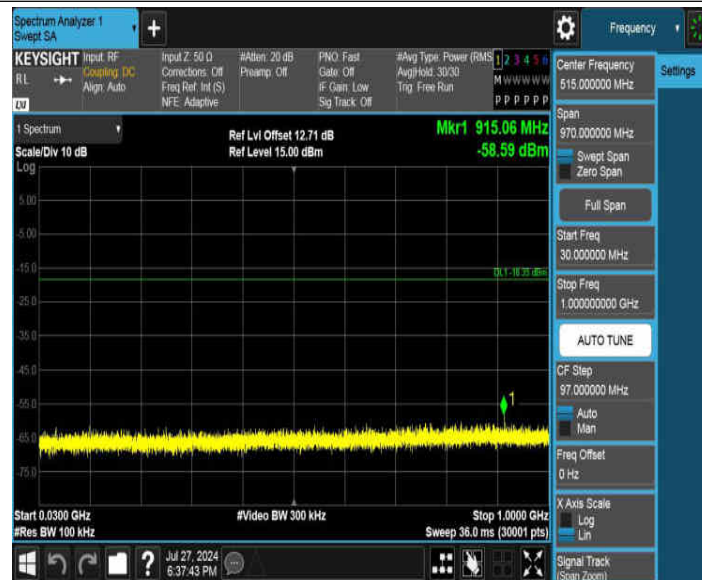 Spectrum Analyzer 1
Swept SA
+
Frequency
KEYSIGHT
RL
LXI
Input: RF
Coupling: DC
Align: Auto
Input Z: 50 Ω
Corrections: Off
Freq Ref: Int (S)
NFE: Adaptive
#Atten: 20 dB
Preamp: Off
PNO: Fast
Gate: Off
IF Gain: Low
Sig Track: Off
#Avg Type: Power (RMS
Avg|Hold: 30/30
Trig: Free Run
1 2 3 4 5 6
M W W W W W
P P P P P P
Center Frequency
515.000000 MHz
Settings
1 Spectrum
Scale/Div 10 dB
Ref Lvl Offset 12.71 dB
Ref Level 15.00 dBm
Mkr1 915.06 MHz
-58.59 dBm
Span
970.000000 MHz
Swept Span
Zero Span
Full Span
Start Freq
30.000000 MHz
Stop Freq
1.000000000 GHz
AUTO TUNE
CF Step
97.000000 MHz
Auto
Man
Freq Offset
0 Hz
X Axis Scale
Log
Lin
Signal Track
(Span Zoom)
Log
5.00
-5.00
-15.0
DL1 -18.35 dBm
-25.0
-35.0
-45.0
-55.0
1
-65.0
-75.0
Start 0.0300 GHz
#Res BW 100 kHz
#Video BW 300 kHz
Stop 1.0000 GHz
Sweep 36.0 ms (30001 pts)
?
Jul 27, 2024
6:37:43 PM